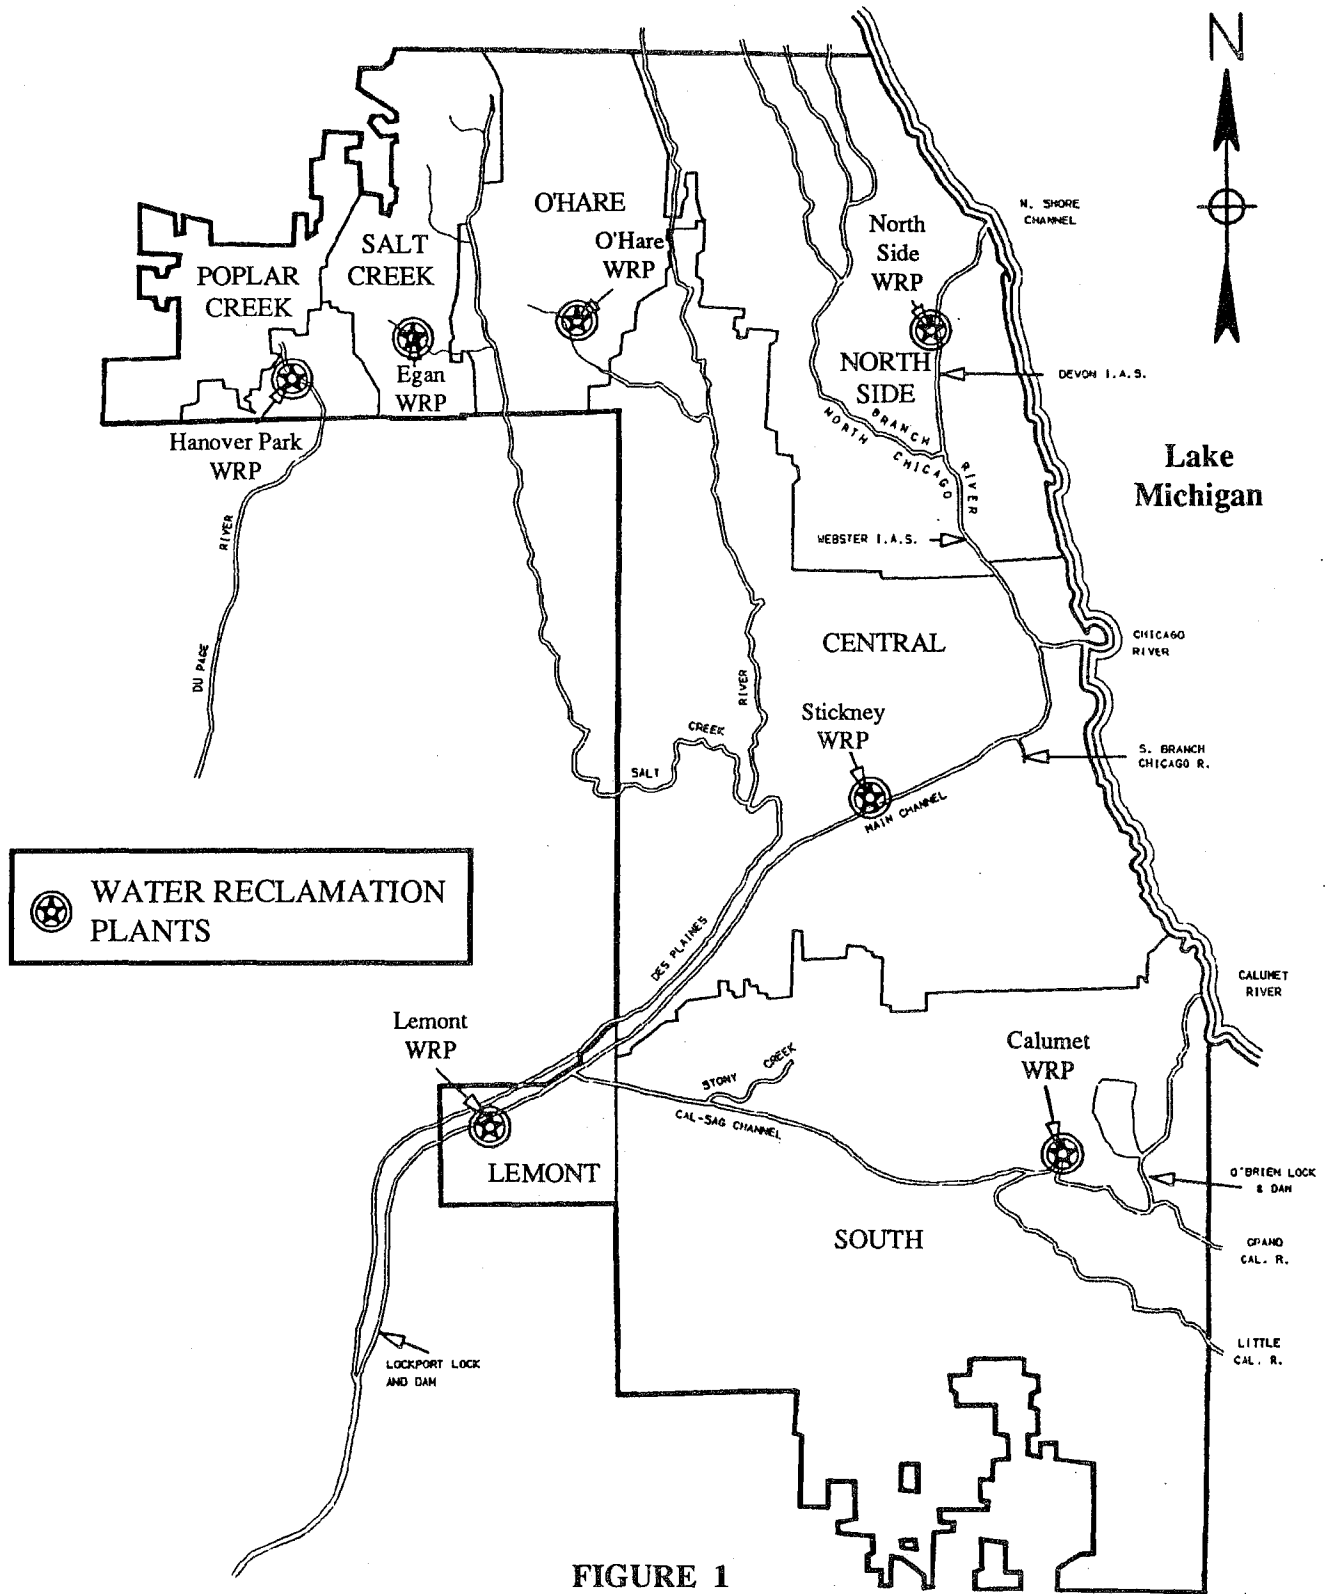 N
N. SHORE
CHANNEL
O'HARE
O'Hare
WRP
North
Side
WRP
SALT
CREEK
POPLAR
CREEK
Egan
WRP
NORTH
SIDE
DEVON I.A.S.
Hanover Park
WRP
NORTH BRANCH
CHICAGO RIVER
Lake
Michigan
RIVER
DU PAGE
WEBSTER I.A.S.
CENTRAL
CHICAGO
RIVER
RIVER
Stickney
WRP
CREEK
SALT
S. BRANCH
CHICAGO R.
MAIN CHANNEL
WATER RECLAMATION
PLANTS
DES PLAINES
CALUMET
RIVER
Lemont
WRP
Calumet
WRP
STONY CREEK
CAL-SAG CHANNEL
LEMONT
O'BRIEN LOCK
& DAM
SOUTH
GRAND
CAL. R.
LITTLE
CAL. R.
LOCKPORT LOCK
AND DAM
FIGURE 1